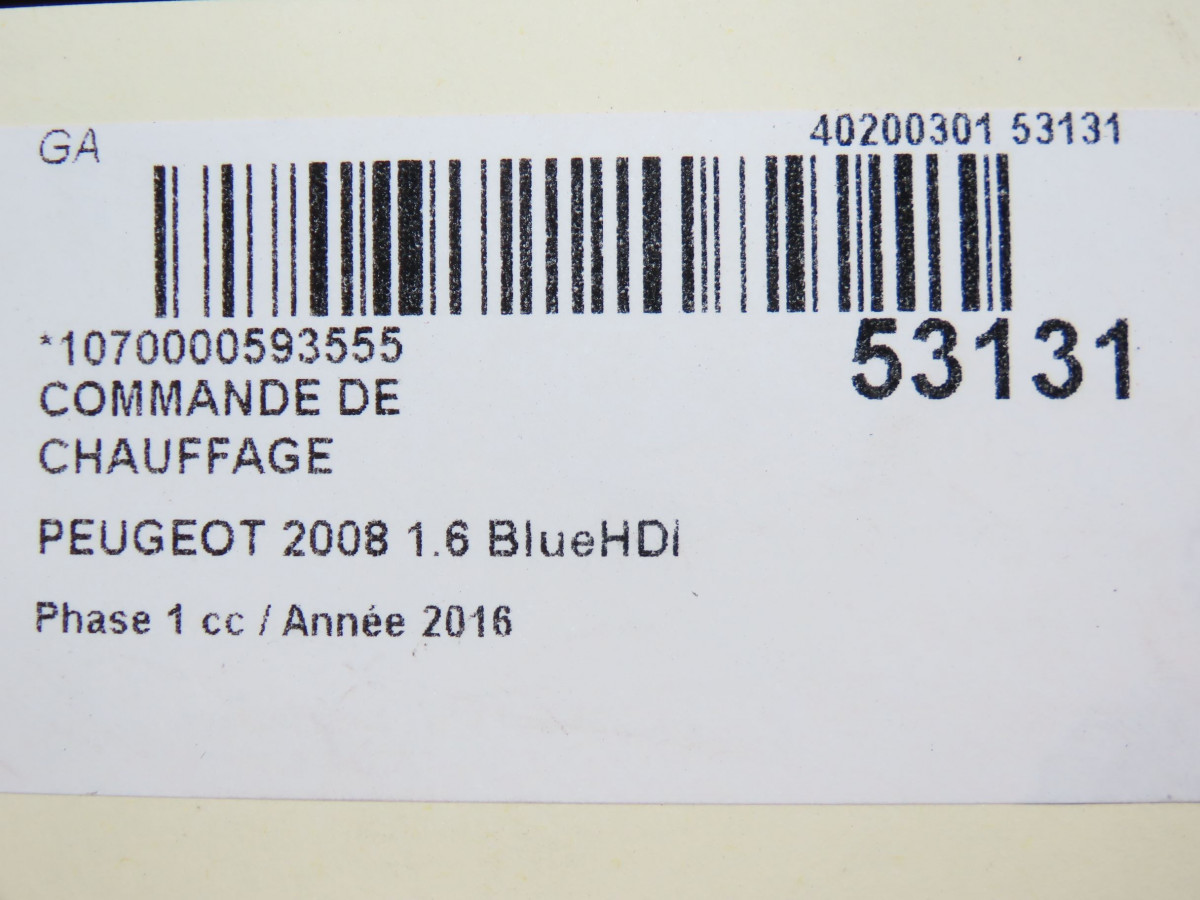 GA
40200301 53131
*1070000593555
53131
COMMANDE DE
CHAUFFAGE
PEUGEOT 2008 1.6 BlueHDi
Phase 1 cc / Année 2016